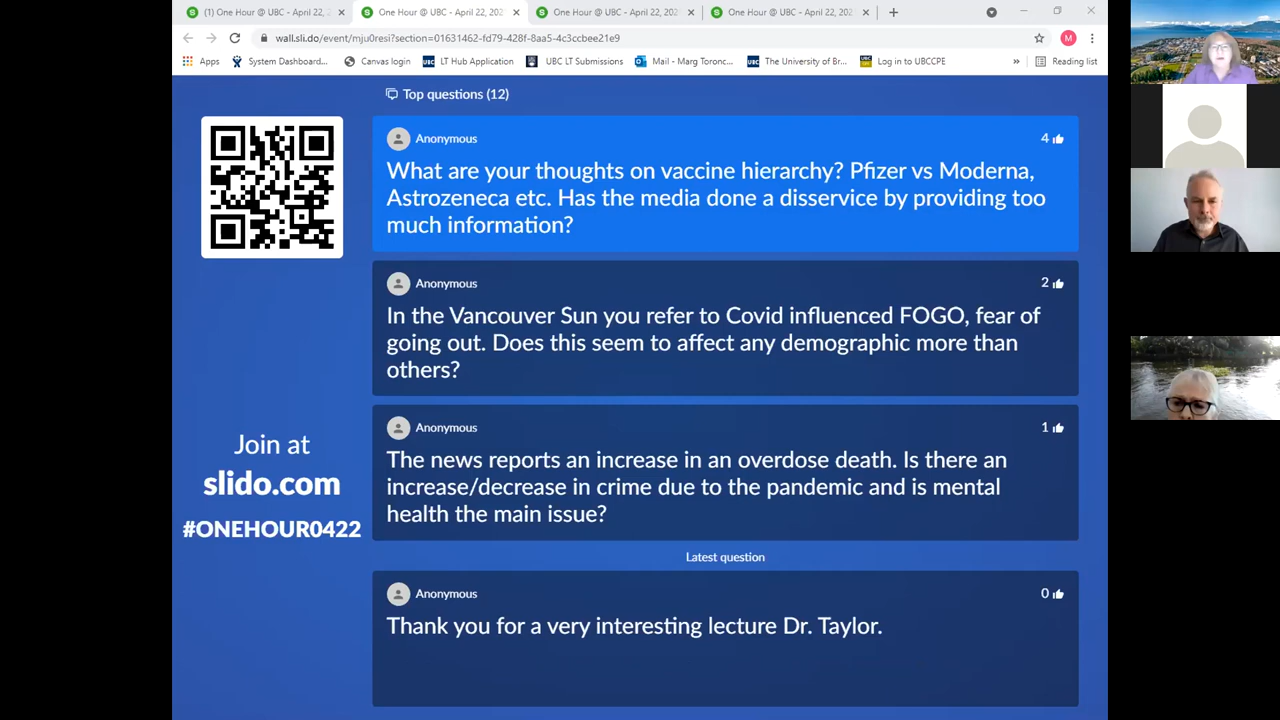 (1) One Hour @ UBC - April 22, 2
One Hour @ UBC - April 22, 202
One Hour @ UBC - April 22, 202
One Hour @ UBC - April 22, 202
wall.sli.do/event/mju0resi?section=01631462-fd79-428f-8aa5-4c3ccbee21e9
M
Apps
System Dashboard...
Canvas login
UBC LT Hub Application
UBC LT Submissions
Mail - Marg Toronc...
UBC The University of Br...
Log in to UBCCPE
»
Reading list
Top questions (12)
Anonymous
4
What are your thoughts on vaccine hierarchy? Pfizer vs Moderna,
Astrozeneca etc. Has the media done a disservice by providing too
much information?
Anonymous
2
In the Vancouver Sun you refer to Covid influenced FOGO, fear of
going out. Does this seem to affect any demographic more than
others?
Anonymous
1
The news reports an increase in an overdose death. Is there an
increase/decrease in crime due to the pandemic and is mental
health the main issue?
Latest question
Anonymous
0
Thank you for a very interesting lecture Dr. Taylor.
Join at
slido.com
#ONEHOUR0422